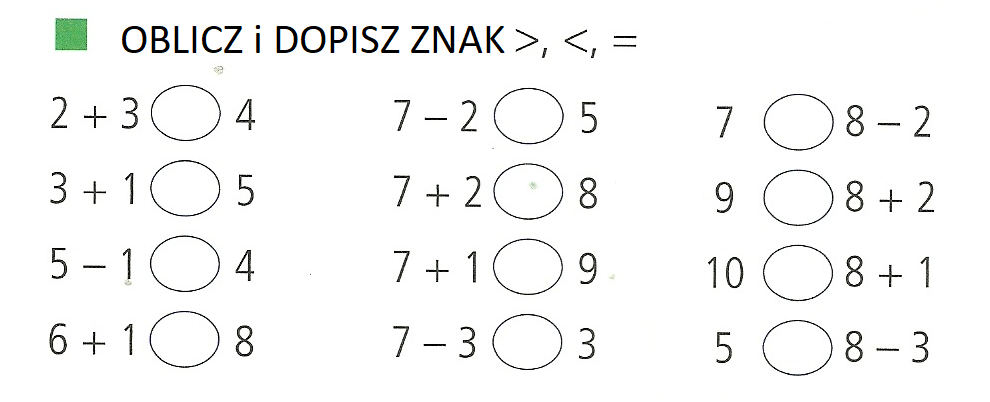 OBLICZ i DOPISZ ZNAK >, <, =
2 + 3 4 7 – 2 5 7 8 – 2
3 + 1 5 7 + 2 8 9 8 + 2
5 – 1 4 7 + 1 9 10 8 + 1
6 + 1 8 7 – 3 3 5 8 – 3